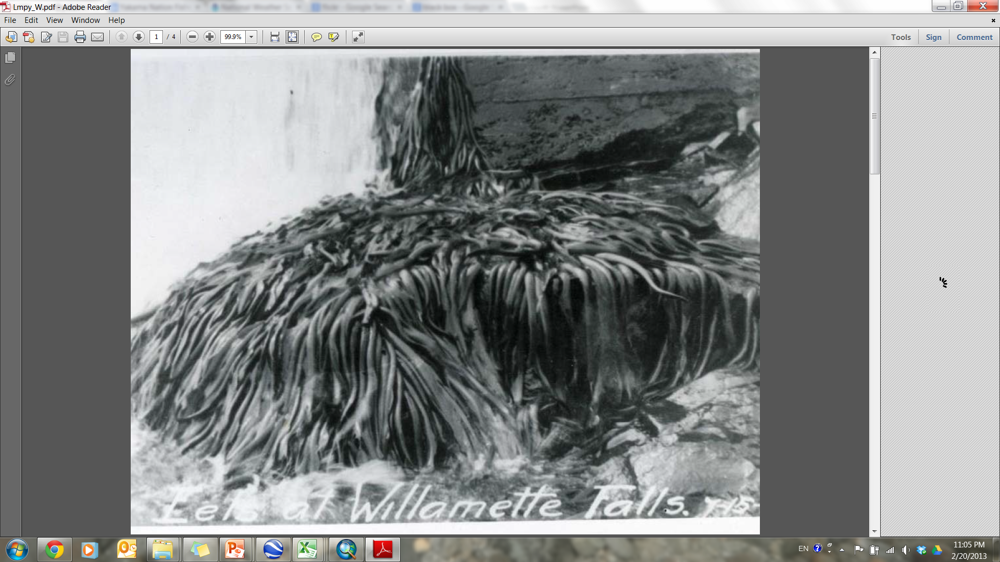 Lmpy_W.pdf - Adobe Reader
File Edit View Window Help
1 / 4 99.9% Tools Sign Comment
Eels at Willamette Falls.
EN 11:05 PM
2/20/2013